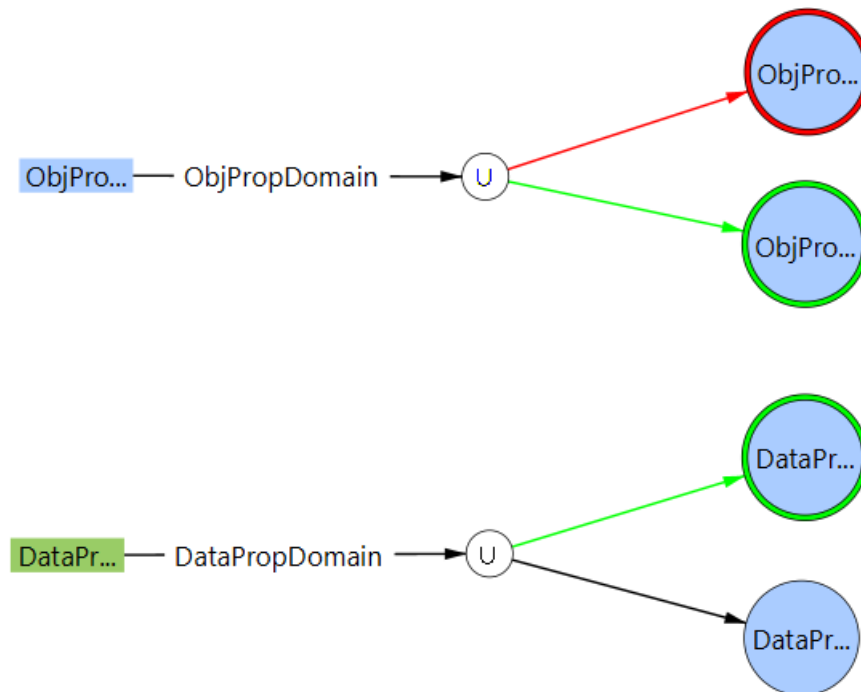 ObjPro...
ObjPro... ObjPropDomain U
ObjPro...
DataPr...
DataPr... DataPropDomain U
DataPr...